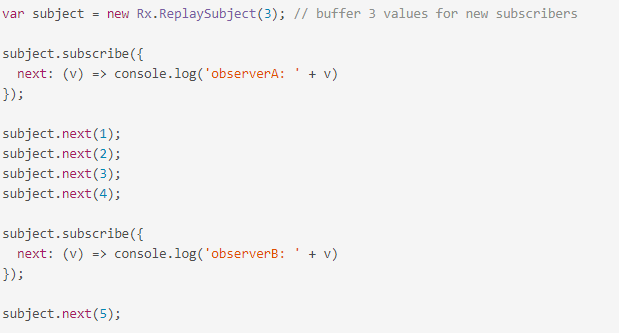 var subject = new Rx.ReplaySubject(3); // buffer 3 values for new subscribers

subject.subscribe({
  next: (v) => console.log('observerA: ' + v)
});

subject.next(1);
subject.next(2);
subject.next(3);
subject.next(4);

subject.subscribe({
  next: (v) => console.log('observerB: ' + v)
});

subject.next(5);